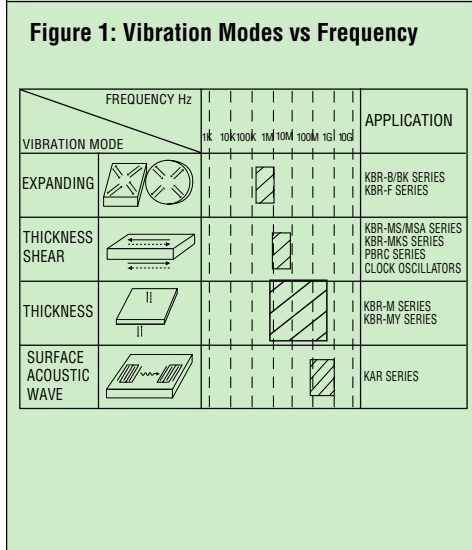 Figure 1: Vibration Modes vs Frequency
FREQUENCY Hz
VIBRATION MODE
1K 10K 100K 1M 10M 100M 1G 10G
APPLICATION
EXPANDING
KBR-B/BK SERIES
KBR-F SERIES
THICKNESS
SHEAR
KBR-MS/MSA SERIES
KBR-MKS SERIES
PBRC SERIES
CLOCK OSCILLATORS
THICKNESS
KBR-M SERIES
KBR-MY SERIES
SURFACE
ACOUSTIC
WAVE
KAR SERIES